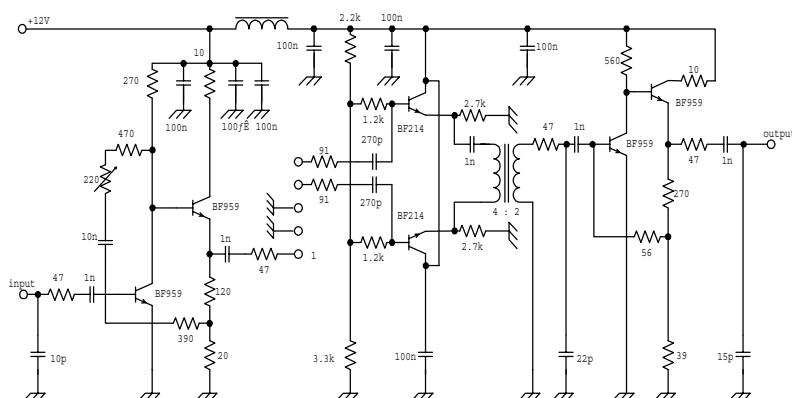 +12V
2.2k
100n
100n
100n
560
10
BF959
10
270
100n
100ƒÊ
100n
1.2k
270p
BF214
2.7k
470
220
91
91
270p
1n
47
1n
BF959
47
1n
output
BF959
10n
BF214
4 : 2
270
1n
47
1
1.2k
2.7k
56
input
47
1n
BF959
120
390
20
10p
3.3k
100n
22p
39
15p